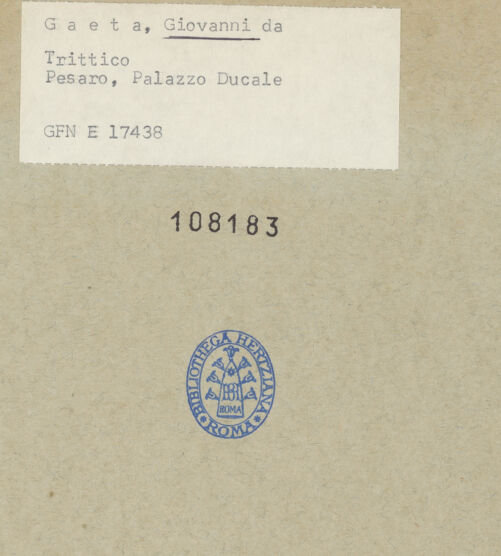 G a e t a, Giovanni da
Trittico
Pesaro, Palazzo Ducale
GFN E 17438
108183
BIBLIOTHECA HERTZIANA
ROMA
ROMA